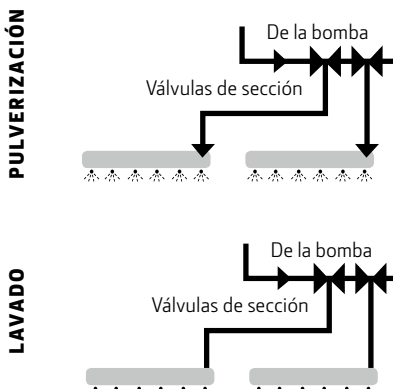 PULVERIZACIÓN
De la bomba
Válvulas de sección
LAVADO
De la bomba
Válvulas de sección